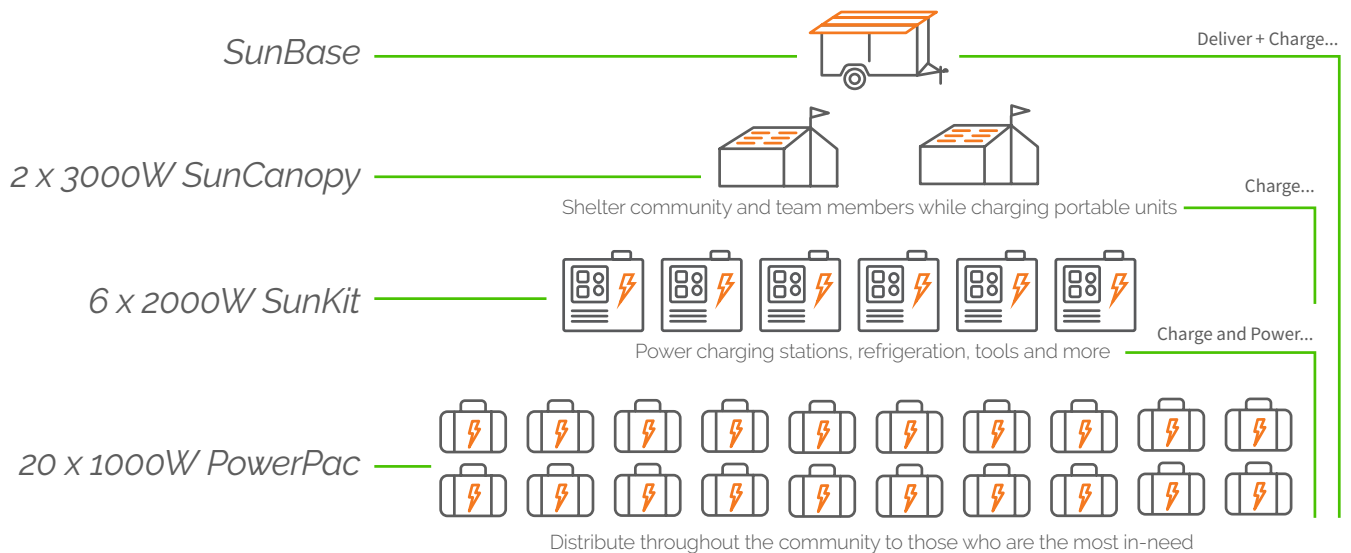 SunBase
Deliver + Charge...
2 x 3000W SunCanopy
Charge...
Shelter community and team members while charging portable units
6 x 2000W SunKit
Charge and Power...
Power charging stations, refrigeration, tools and more
20 x 1000W PowerPac
Distribute throughout the community to those who are the most in-need